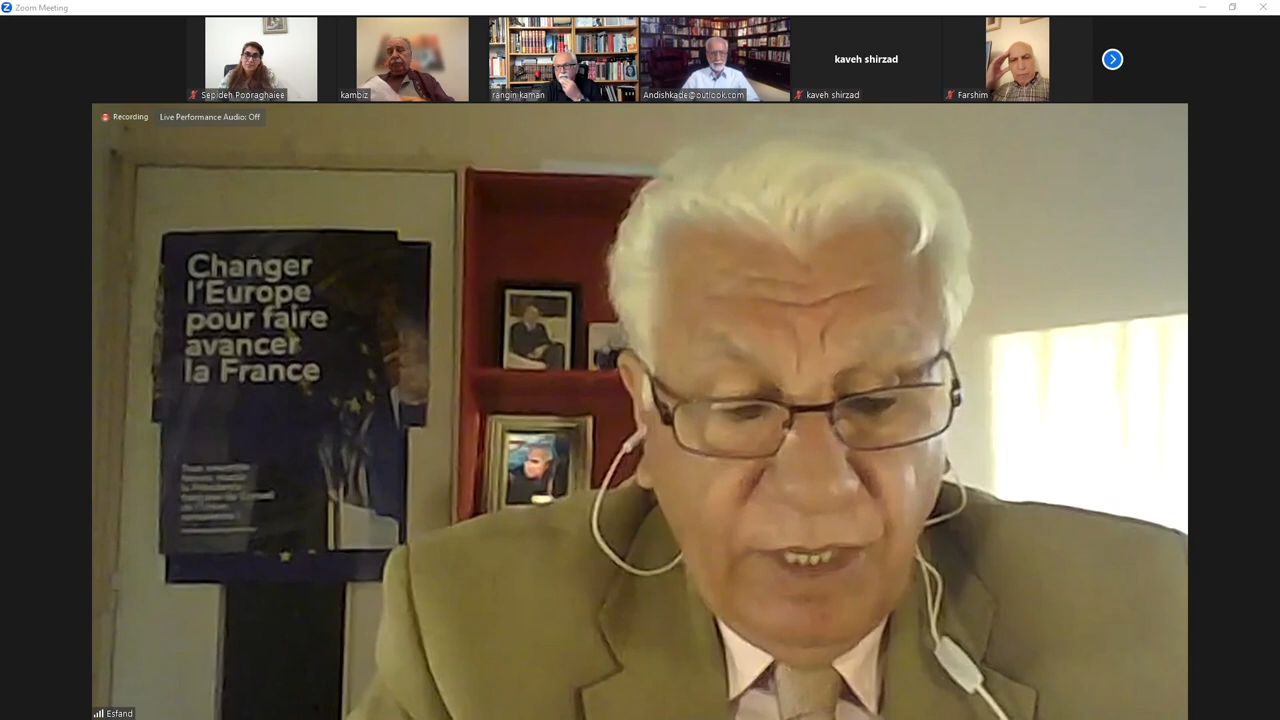 Zoom Meeting
Sepideh Pooraghaiee
kambiz
rangin kaman
Andishkade@outlook.com
kaveh shirzad
kaveh shirzad
Farshim
Recording
Live Performance Audio: Off
Changer
l'Europe
pour faire
avancer
la France
Esfand